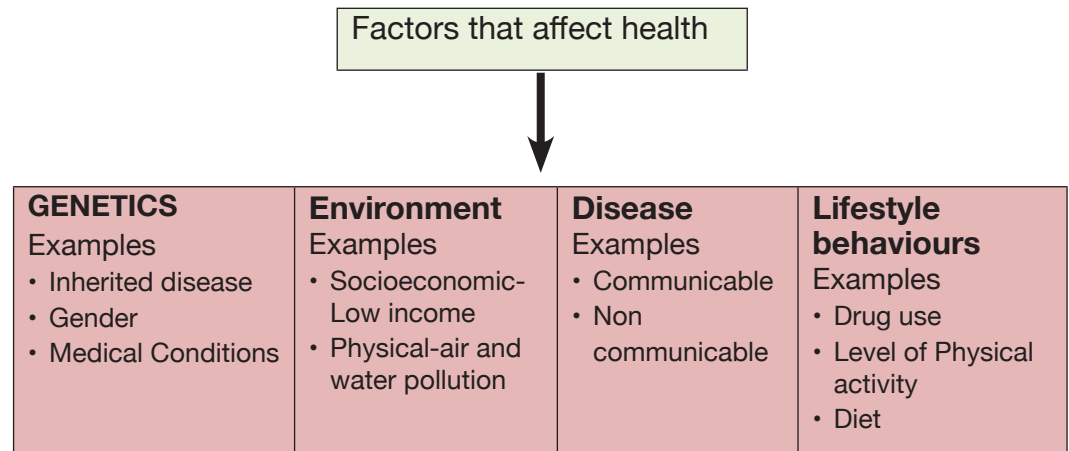 Factors that affect health
GENETICS
Examples
• Inherited disease
• Gender
• Medical Conditions
Environment
Examples
• Socioeconomic-
Low income
• Physical-air and
water pollution
Disease
Examples
• Communicable
• Non
communicable
Lifestyle
behaviours
Examples
• Drug use
• Level of Physical
activity
• Diet